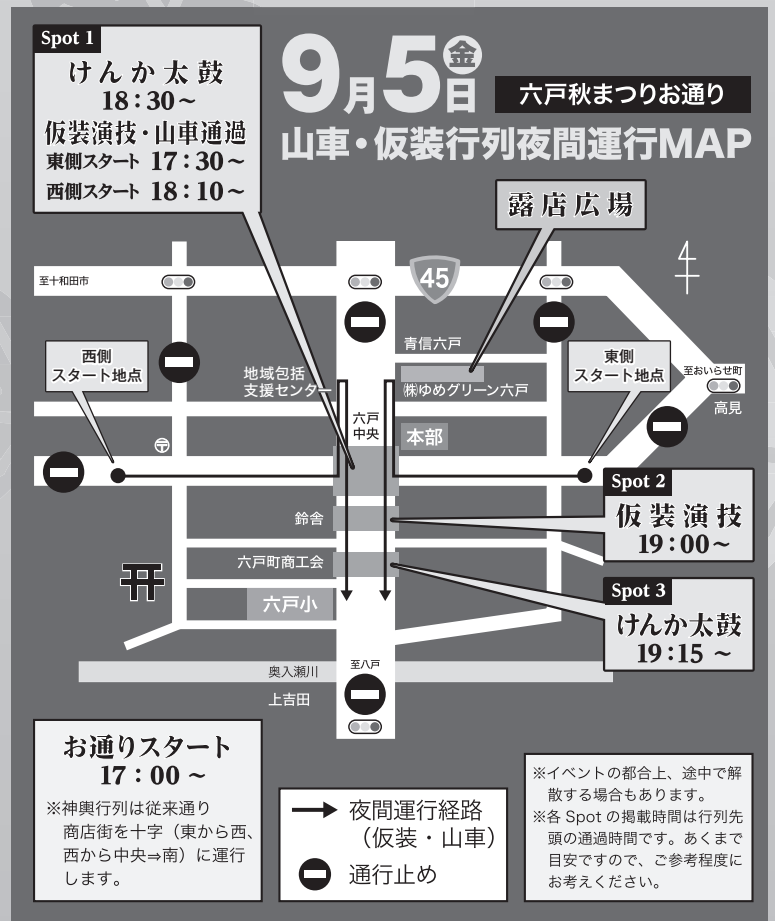 Spot 1
けんか太鼓
18：30～
仮装演技・山車通過
東側スタート 17：30～
西側スタート 18：10～
9月5日㊎
六戸秋まつりお通り
山車・仮装行列夜間運行MAP
露店広場
至十和田市
45
青信六戸
西側
スタート地点
地域包括
支援センター
㈱ゆめグリーン六戸
東側
スタート地点
至おいらせ町
高見
六戸
中央
本部
〶
Spot 2
仮装演技
19：00～
鈴舎
六戸町商工会
六戸小
Spot 3
けんか太鼓
19：15 ～
奥入瀬川
至八戸
上吉田
お通りスタート
17：00 ～
※神輿行列は従来通り
商店街を十字（東から西、
西から中央⇒南）に運行
します。
夜間運行経路
（仮装・山車）
通行止め
※イベントの都合上、途中で解
散する場合もあります。
※各 Spot の掲載時間は行列先
頭の通過時間です。あくまで
目安ですので、ご参考程度に
お考えください。